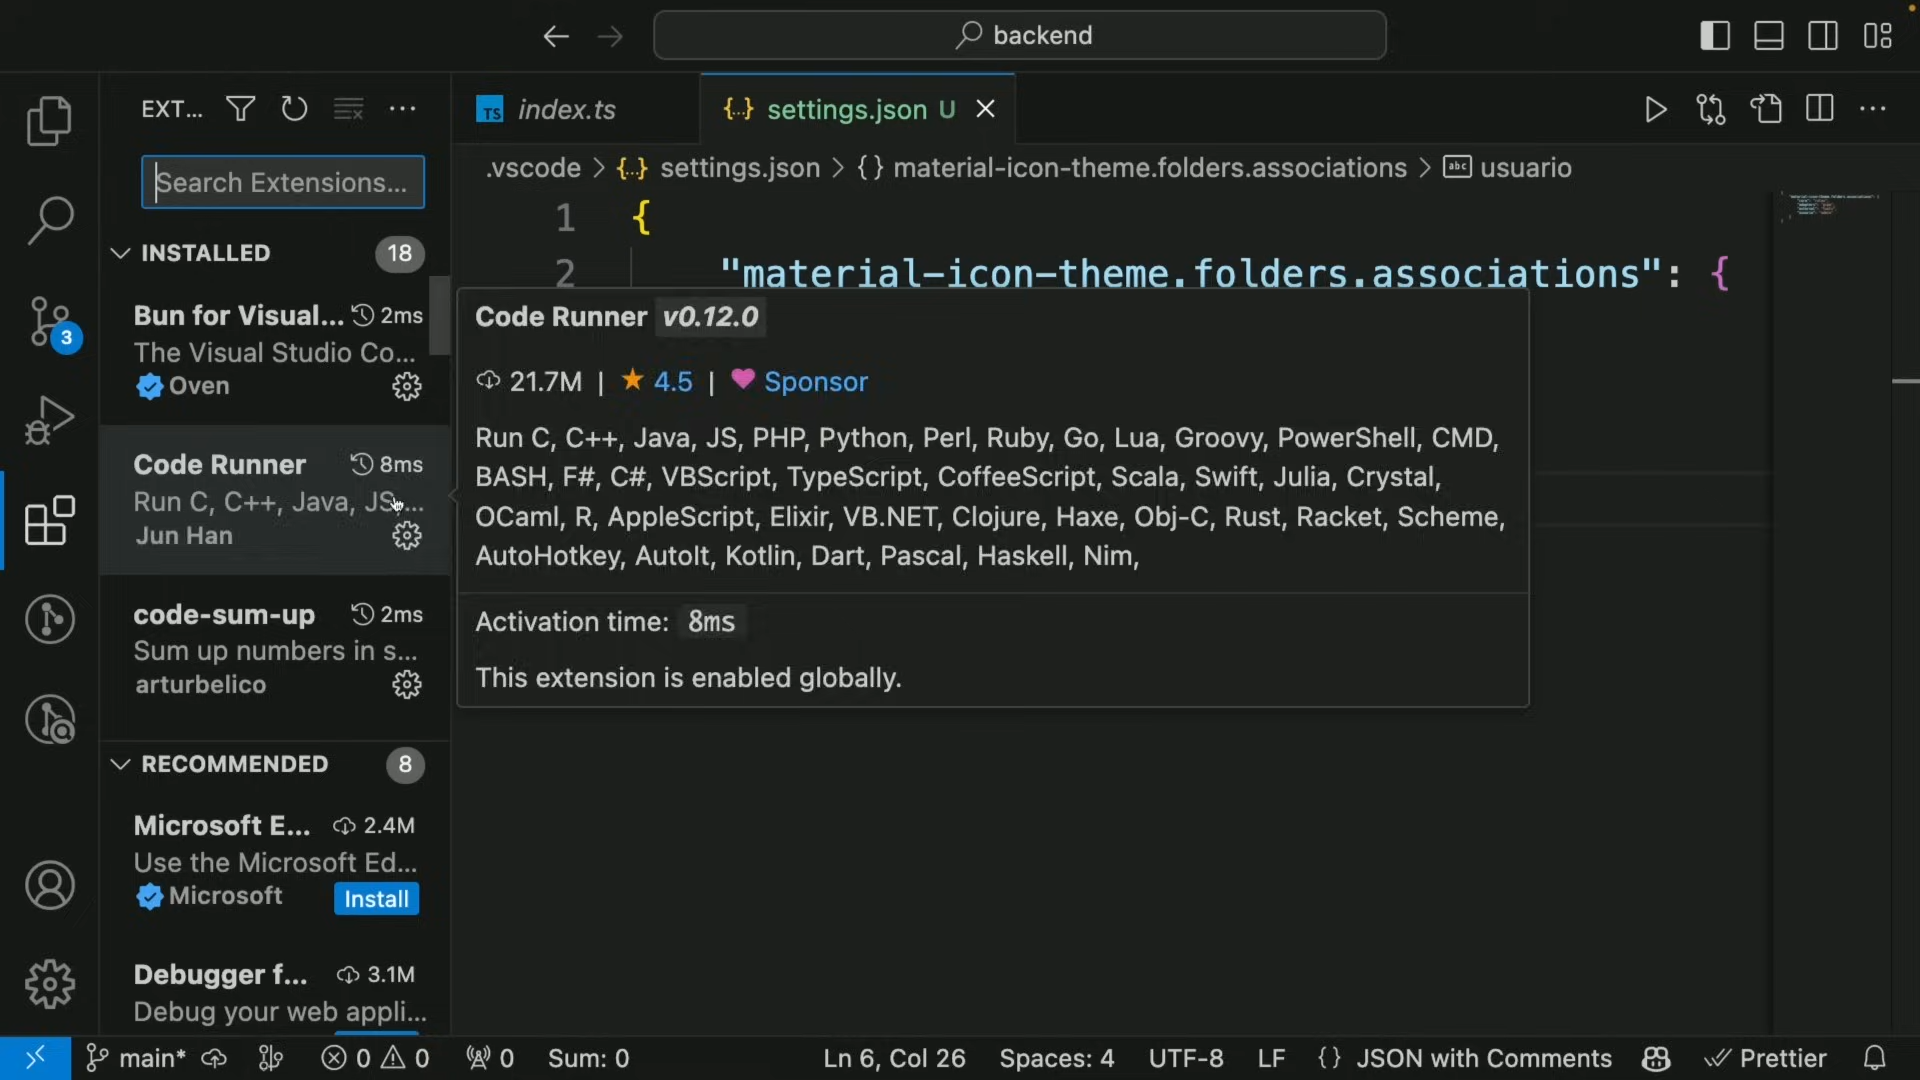 backend
EXT...
index.ts
settings.json U
Search Extensions...
.vscode > {..} settings.json > {} material-icon-theme.folders.associations > abc usuario
INSTALLED 18
1 {
2 "material-icon-theme.folders.associations": {
Bun for Visual... 2ms
The Visual Studio Co...
Oven
3
Code Runner 8ms
Run C, C++, Java, JS,...
Jun Han
Code Runner v0.12.0
21.7M | 4.5 | Sponsor
Run C, C++, Java, JS, PHP, Python, Perl, Ruby, Go, Lua, Groovy, PowerShell, CMD,
BASH, F#, C#, VBScript, TypeScript, CoffeeScript, Scala, Swift, Julia, Crystal,
OCaml, R, AppleScript, Elixir, VB.NET, Clojure, Haxe, Obj-C, Rust, Racket, Scheme,
AutoHotkey, AutoIt, Kotlin, Dart, Pascal, Haskell, Nim,
Activation time: 8ms
This extension is enabled globally.
code-sum-up 2ms
Sum up numbers in s...
arturbelico
RECOMMENDED 8
Microsoft E... 2.4M
Use the Microsoft Ed...
Microsoft Install
Debugger f... 3.1M
Debug your web appli...
main* 0 0 0 Sum: 0 Ln 6, Col 26 Spaces: 4 UTF-8 LF {} JSON with Comments Prettier